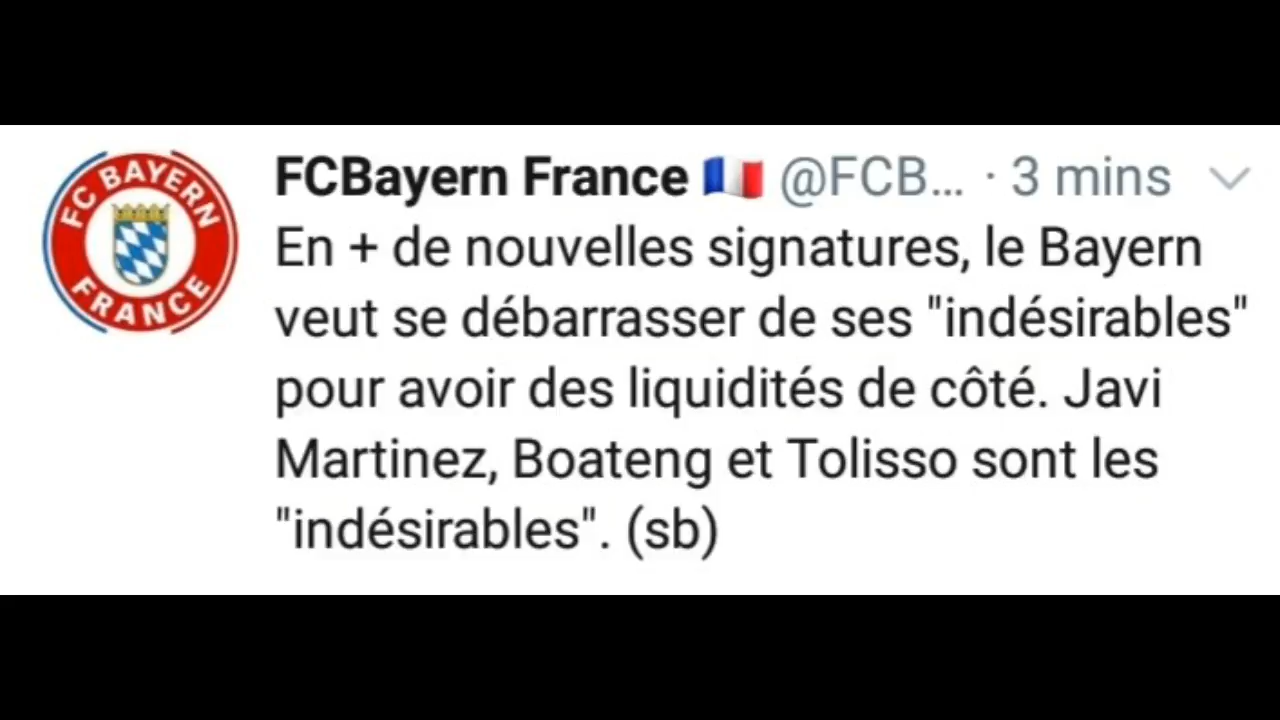 FC BAYERN
FRANCE
FCBayern France 🇫🇷 @FCB... · 3 mins
En + de nouvelles signatures, le Bayern
veut se débarrasser de ses "indésirables"
pour avoir des liquidités de côté. Javi
Martinez, Boateng et Tolisso sont les
"indésirables". (sb)